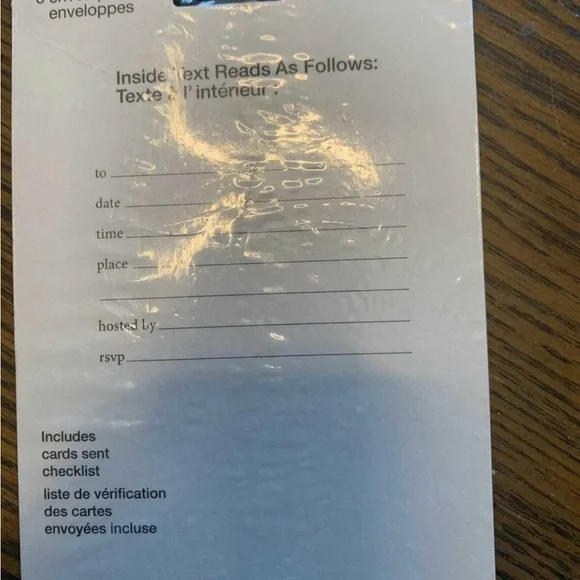 enveloppes
Inside Text Reads As Follows:
Texte à l'intérieur :
to
date
time
place
hosted by
rsvp
Includes
cards sent
checklist
liste de vérification
des cartes
envoyées incluse